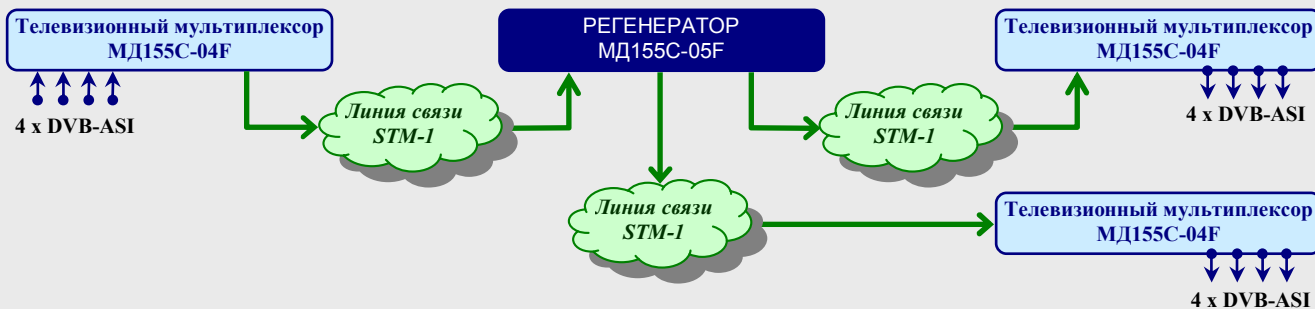 Телевизионный мультиплексор
МД155С-04F
4 x DVB-ASI
Линия связи
STM-1
РЕГЕНЕРАТОР
МД155С-05F
Линия связи
STM-1
Телевизионный мультиплексор
МД155С-04F
4 x DVB-ASI
Линия связи
STM-1
Телевизионный мультиплексор
МД155С-04F
4 x DVB-ASI